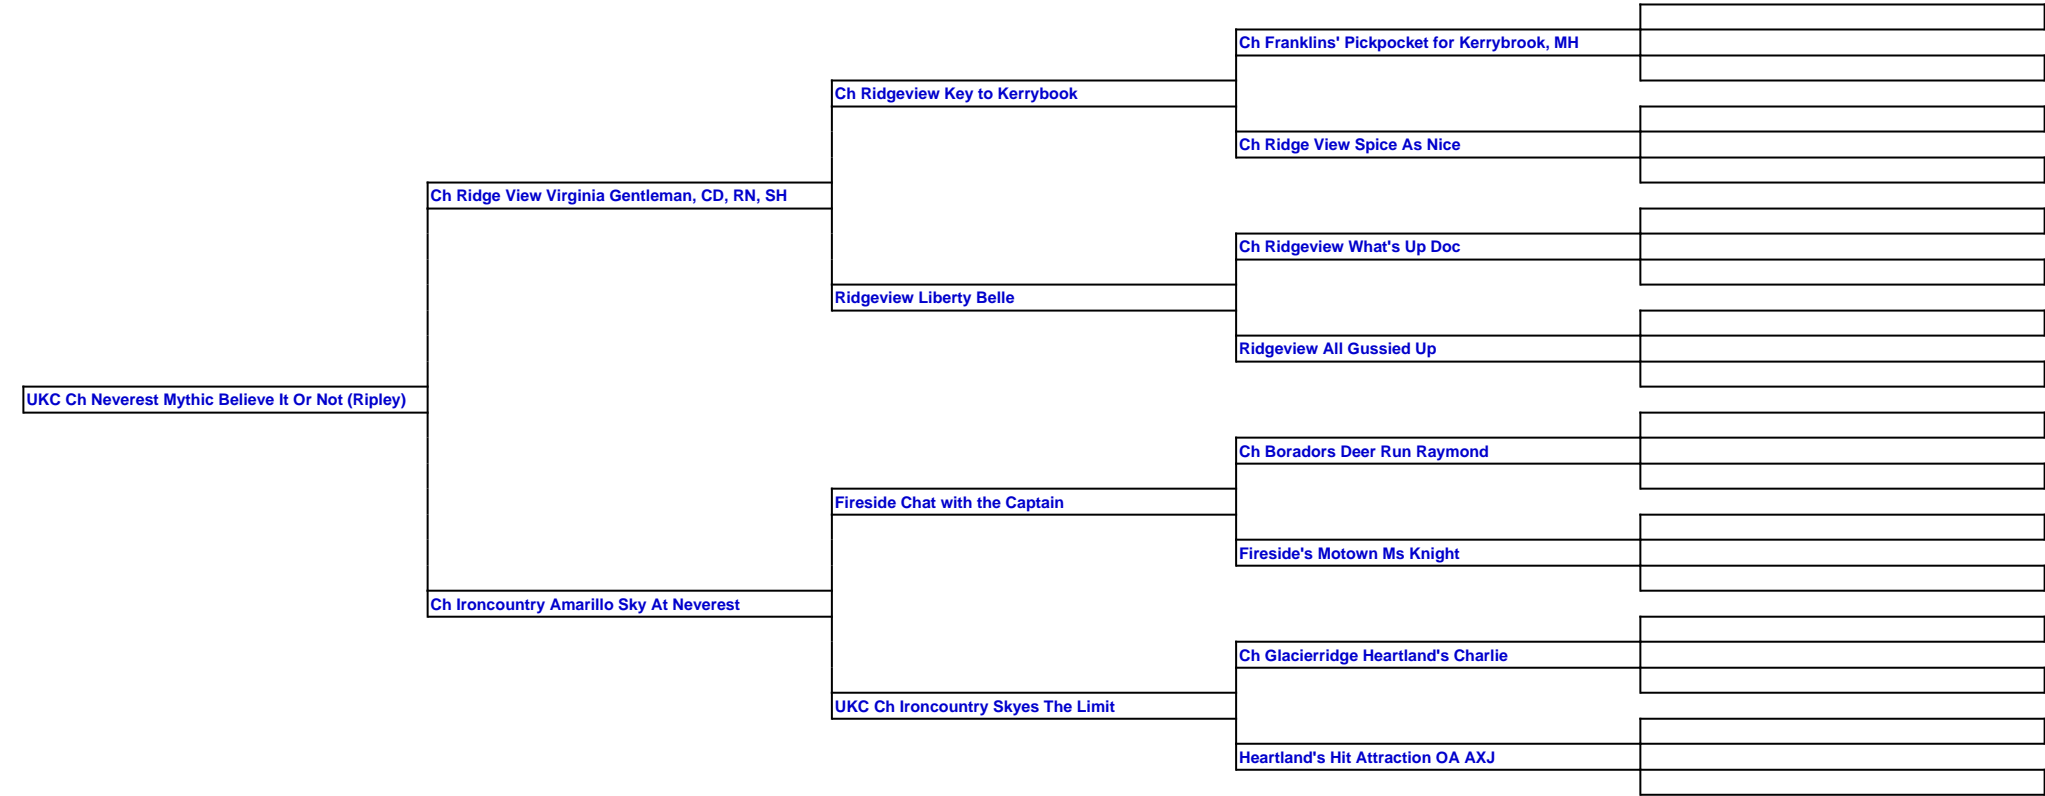 Ch Franklins' Pickpocket for Kerrybrook, MH
Ch Ridgeview Key to Kerrybook
Ch Ridge View Spice As Nice
Ch Ridge View Virginia Gentleman, CD, RN, SH
Ch Ridgeview What's Up Doc
Ridgeview Liberty Belle
Ridgeview All Gussied Up
UKC Ch Neverest Mythic Believe It Or Not (Ripley)
Ch Boradors Deer Run Raymond
Fireside Chat with the Captain
Fireside's Motown Ms Knight
Ch Ironcountry Amarillo Sky At Neverest
Ch Glacierridge Heartland's Charlie
UKC Ch Ironcountry Skyes The Limit
Heartland's Hit Attraction OA AXJ